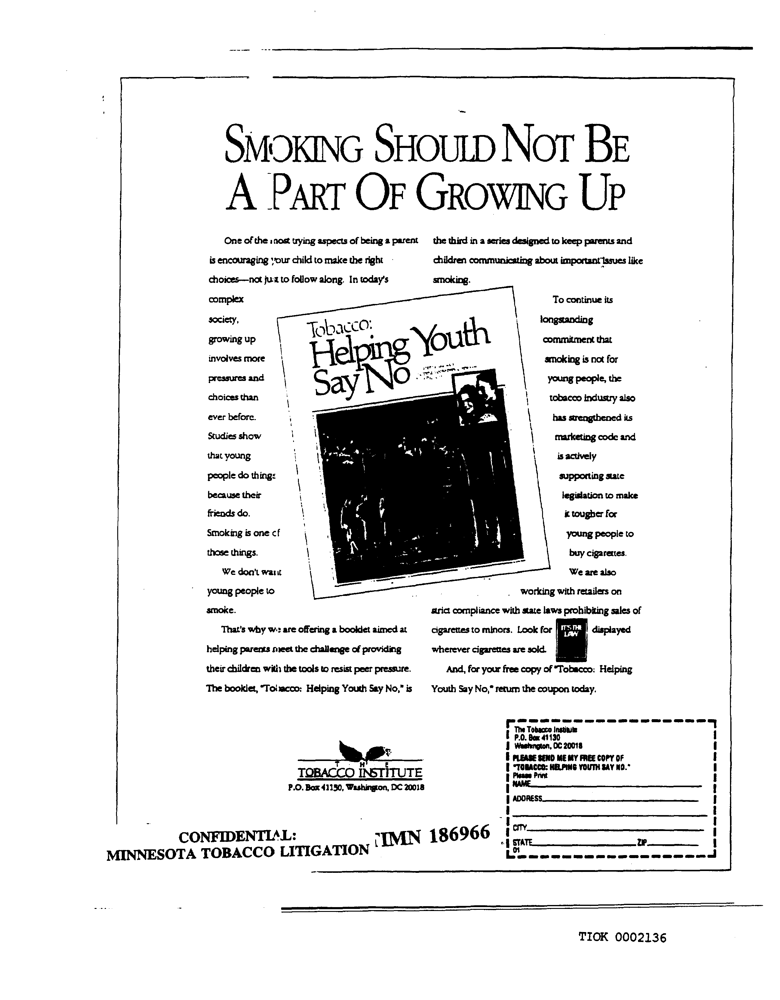 SMOKING SHOULD NOT BE
A PART OF GROWING UP
One of the most trying aspects of being a parent
is encouraging your child to make the right
choices—not just to follow along. In today's
complex
society,
growing up
involves more
pressures and
choices than
ever before.
Studies show
that young
people do things
because their
friends do.
Smoking is one of
those things.
We don't want
young people to
smoke.
That's why we are offering a booklet aimed at
helping parents meet the challenge of providing
their children with the tools to resist peer pressure.
The booklet, "Tobacco: Helping Youth Say No," is
the third in a series designed to keep parents and
children communicating about important issues like
smoking.
Tobacco:
Helping Youth
Say No
To continue its
longstanding
commitment that
smoking is not for
young people, the
tobacco industry also
has strengthened its
marketing code and
is actively
supporting state
legislation to make
it tougher for
young people to
buy cigarettes.
We are also
working with retailers on
strict compliance with state laws prohibiting sales of
cigarettes to minors. Look for IT'S THE LAW displayed
wherever cigarettes are sold.
And, for your free copy of "Tobacco: Helping
Youth Say No," return the coupon today.
THE
TOBACCO INSTITUTE
P.O. Box 41130, Washington, DC 20018
The Tobacco Institute
P.O. Box 41130
Washington, DC 20018
PLEASE SEND ME MY FREE COPY OF
"TOBACCO: HELPING YOUTH SAY NO."
Please Print
NAME
ADDRESS
CITY
STATE ZIP
01
CONFIDENTIAL:
MINNESOTA TOBACCO LITIGATION
TIMN 186966
TIOK 0002136